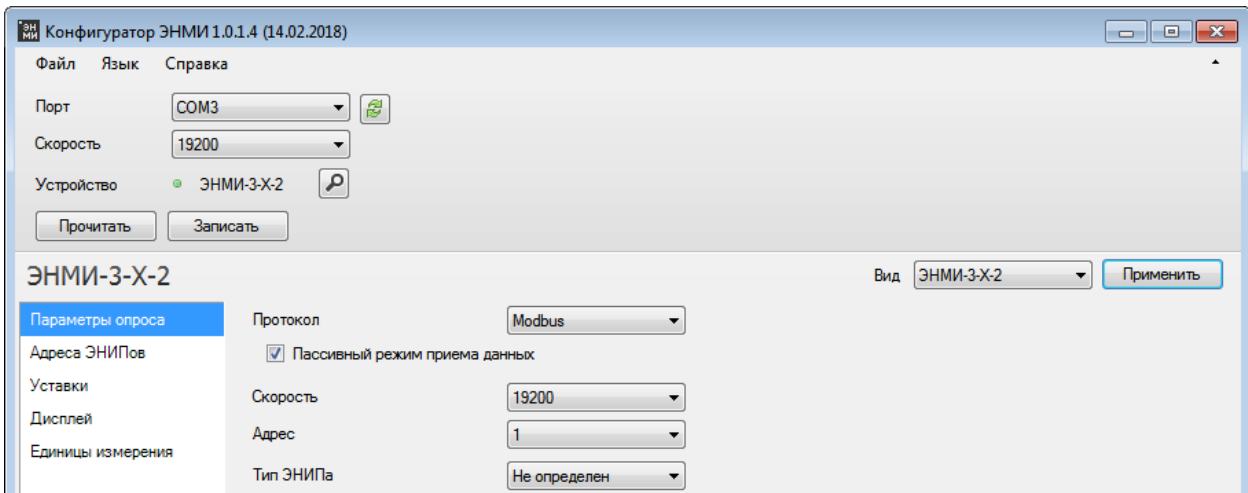 ЭН
МИ
Конфигуратор ЭНМИ 1.0.1.4 (14.02.2018)
Файл Язык Справка
Порт COM3
Скорость 19200
Устройство ЭНМИ-3-X-2
Прочитать Записать
ЭНМИ-3-X-2 Вид ЭНМИ-3-X-2 Применить
Параметры опроса Протокол Modbus
Пассивный режим приема данных
Адреса ЭНИПов
Уставки Скорость 19200
Дисплей Адрес 1
Единицы измерения
Тип ЭНИПа Не определен